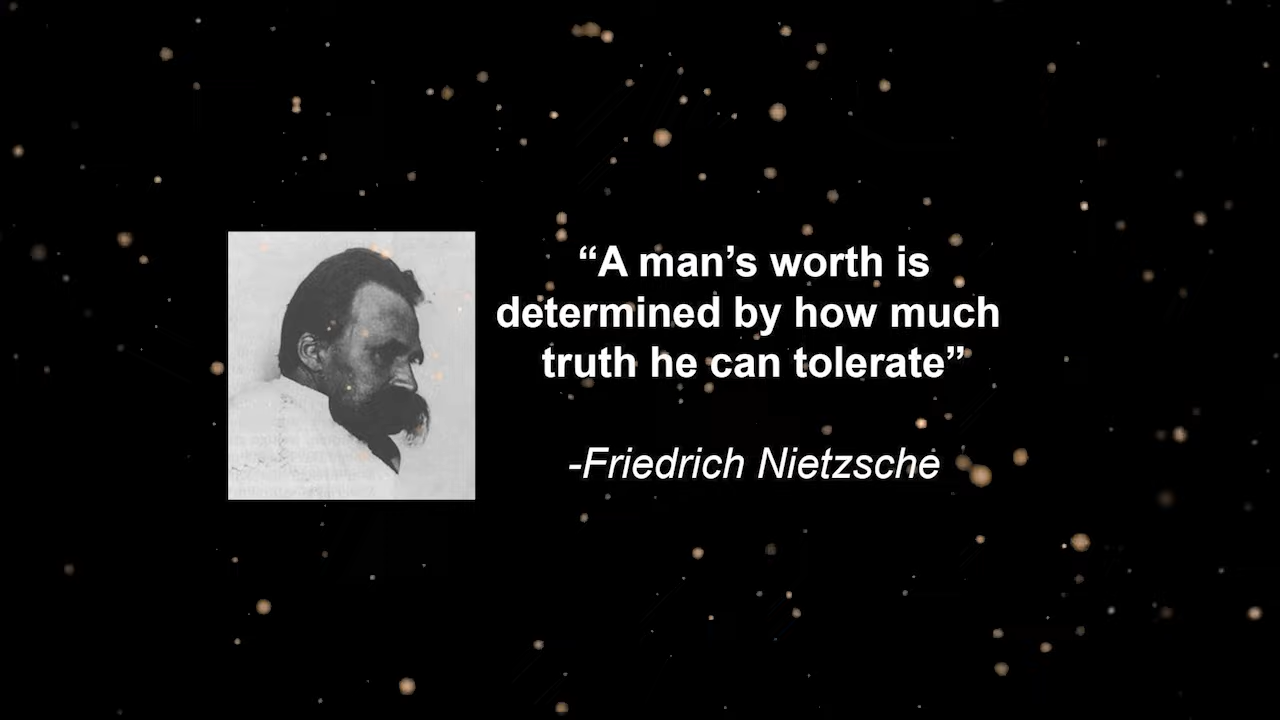 “A man’s worth is
determined by how much
truth he can tolerate”
-Friedrich Nietzsche